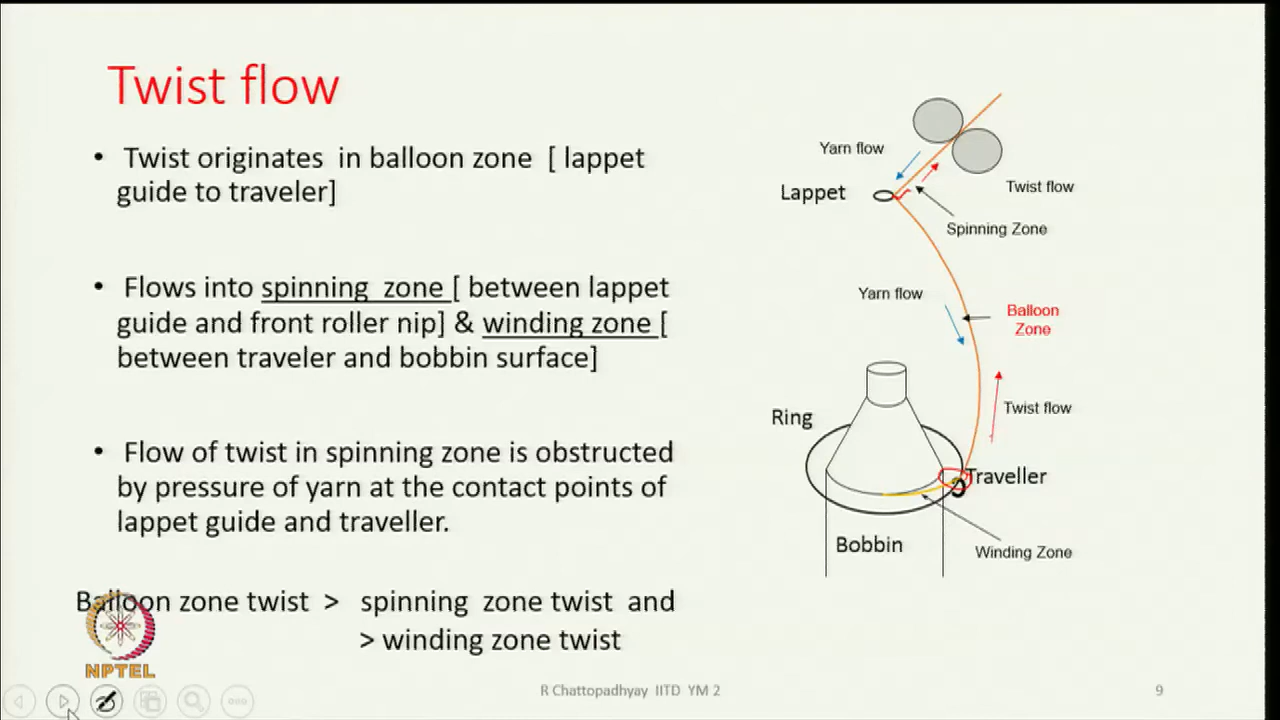 Twist flow
• Twist originates in balloon zone [ lappet
guide to traveler]
• Flows into spinning zone [ between lappet
guide and front roller nip] & winding zone [
between traveler and bobbin surface]
• Flow of twist in spinning zone is obstructed
by pressure of yarn at the contact points of
lappet guide and traveller.
Balloon zone twist > spinning zone twist and
> winding zone twist
Yarn flow
Lappet
Twist flow
Spinning Zone
Yarn flow
Balloon
Zone
Ring
Twist flow
Traveller
Bobbin
Winding Zone
NPTEL
R Chattopadhyay IITD YM 2
9